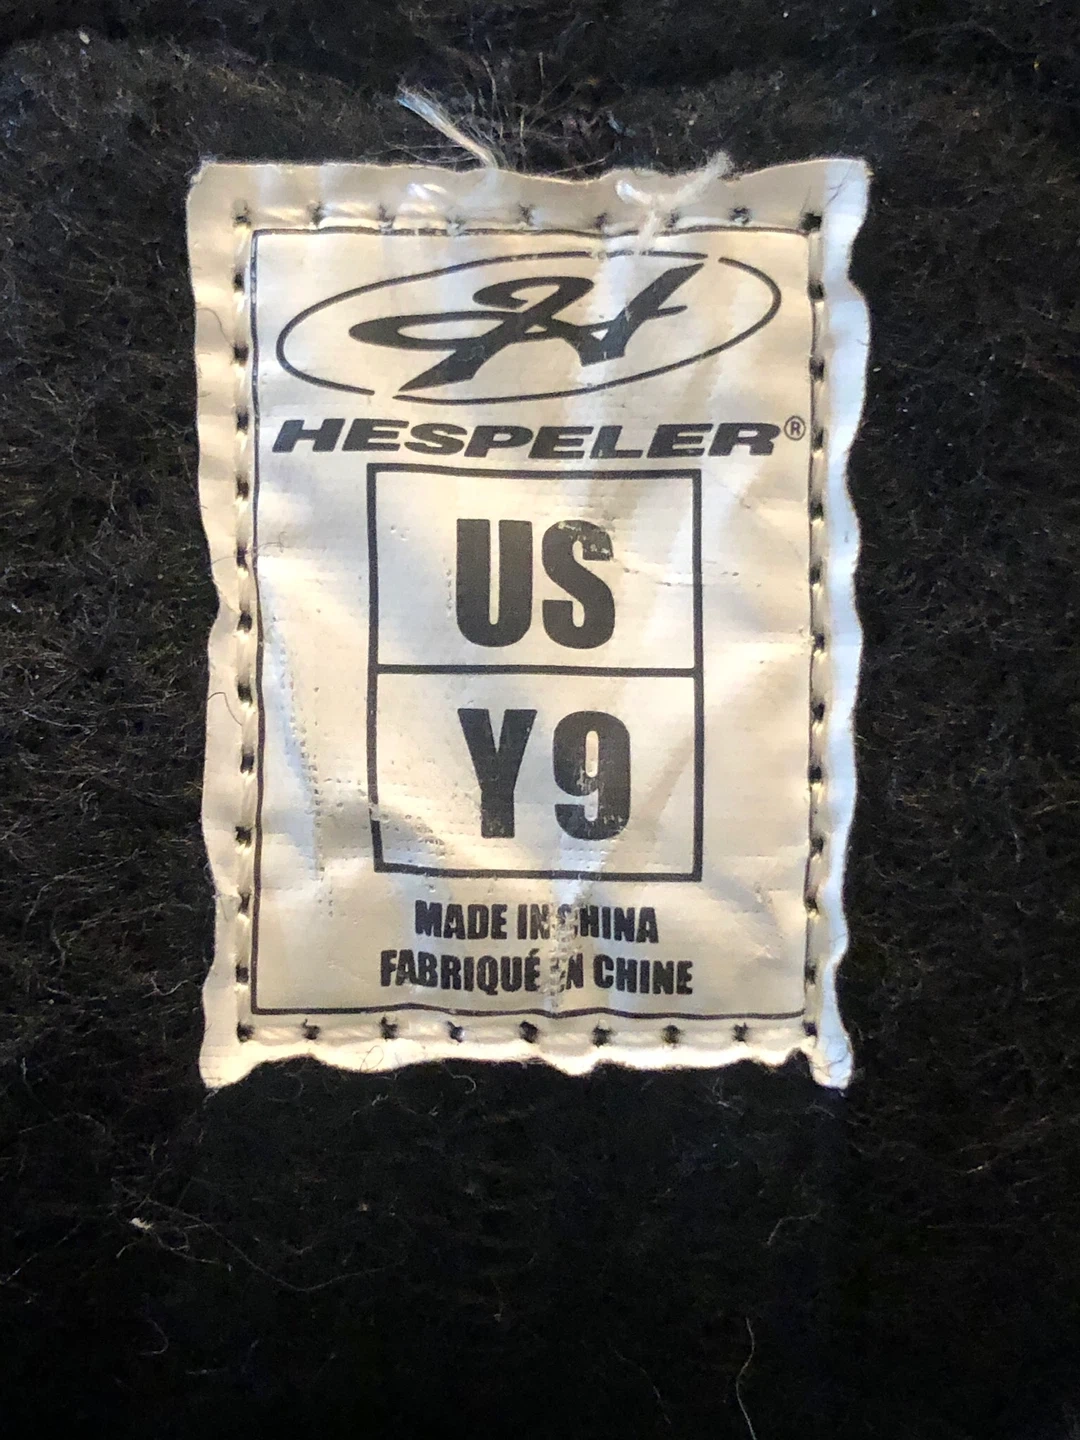 H
HESPELER®
US
Y9
MADE IN CHINA
FABRIQUÉ EN CHINE